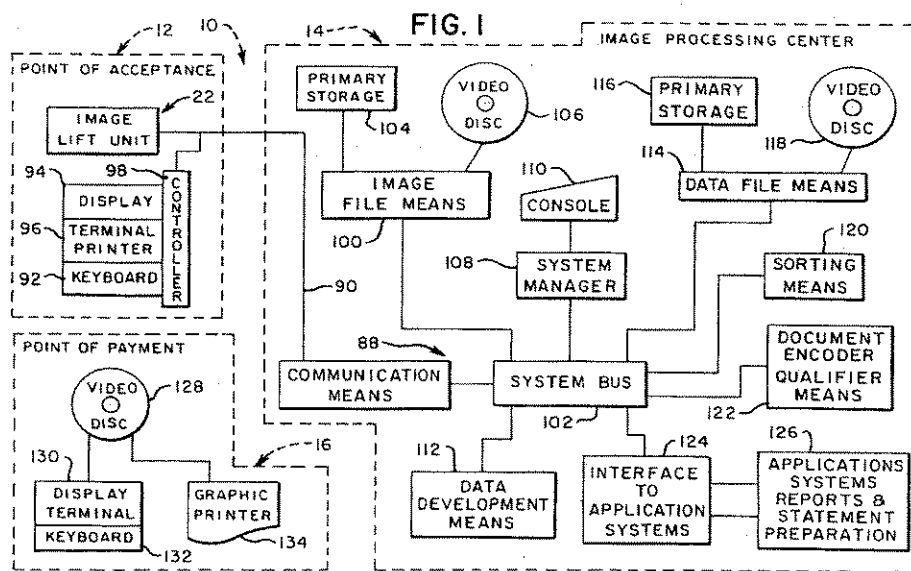 FIG. 1
12
10
14
IMAGE PROCESSING CENTER
POINT OF ACCEPTANCE
22
IMAGE
LIFT UNIT
98
94
DISPLAY
96
TERMINAL
PRINTER
92
KEYBOARD
CONTROLLER
PRIMARY
STORAGE
104
VIDEO
DISC
106
IMAGE
FILE MEANS
100
110
CONSOLE
108
SYSTEM
MANAGER
116
PRIMARY
STORAGE
VIDEO
DISC
118
114
DATA FILE MEANS
120
SORTING
MEANS
90
88
COMMUNICATION
MEANS
SYSTEM BUS
102
DOCUMENT
ENCODER
QUALIFIER
MEANS
122
112
DATA
DEVELOPMENT
MEANS
124
INTERFACE
TO
APPLICATION
SYSTEMS
126
APPLICATIONS
SYSTEMS
REPORTS &
STATEMENT
PREPARATION
POINT OF PAYMENT
VIDEO
DISC
128
16
130
DISPLAY
TERMINAL
KEYBOARD
132
GRAPHIC
PRINTER
134